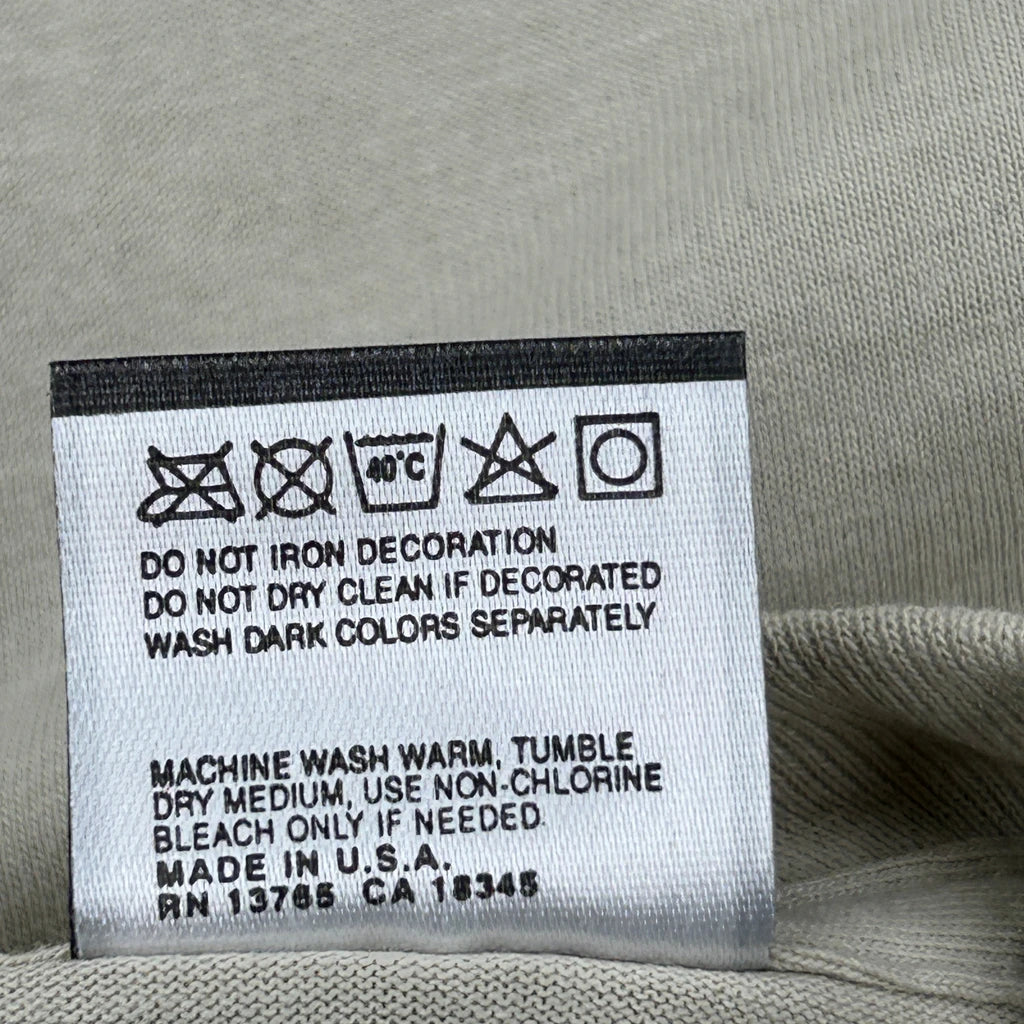 40°C
DO NOT IRON DECORATION
DO NOT DRY CLEAN IF DECORATED
WASH DARK COLORS SEPARATELY
MACHINE WASH WARM, TUMBLE
DRY MEDIUM, USE NON-CHLORINE
BLEACH ONLY IF NEEDED.
MADE IN U.S.A.
RN 13765 CA 18345